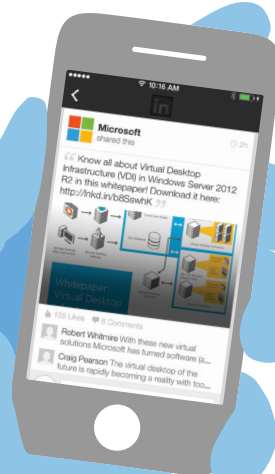 10:16 AM
in
Microsoft
shared this
2h
“ Know all about Virtual Desktop
Infrastructure (VDI) in Windows Server 2012
R2 in this whitepaper! Download it here:
http://lnkd.in/b8SswhK ”
Whitepaper:
Virtual Desktop
155 Likes 6 Comments
Robert Whitmire With these new virtual
solutions Microsoft has turned software (a...
Craig Pearson The virtual desktop of the
future is rapidly becoming a reality with too...